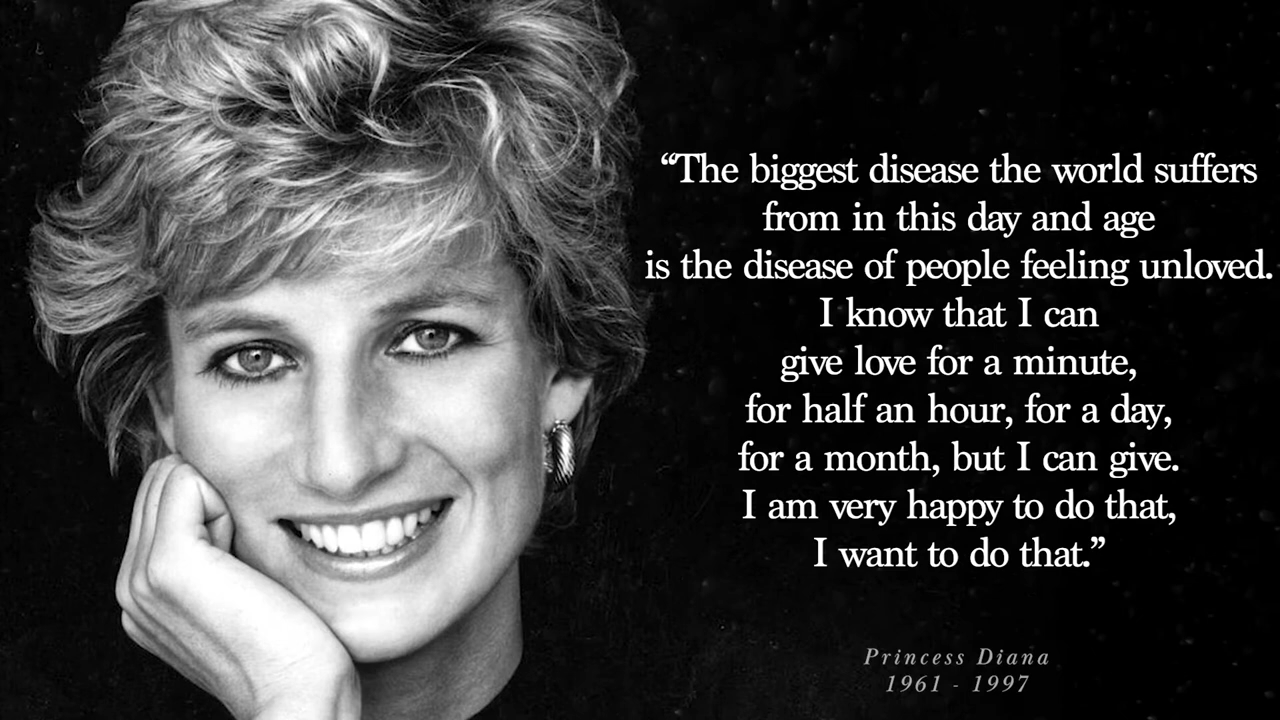 “The biggest disease the world suffers
from in this day and age
is the disease of people feeling unloved.
I know that I can
give love for a minute,
for half an hour, for a day,
for a month, but I can give.
I am very happy to do that,
I want to do that.”
Princess Diana
1961 - 1997